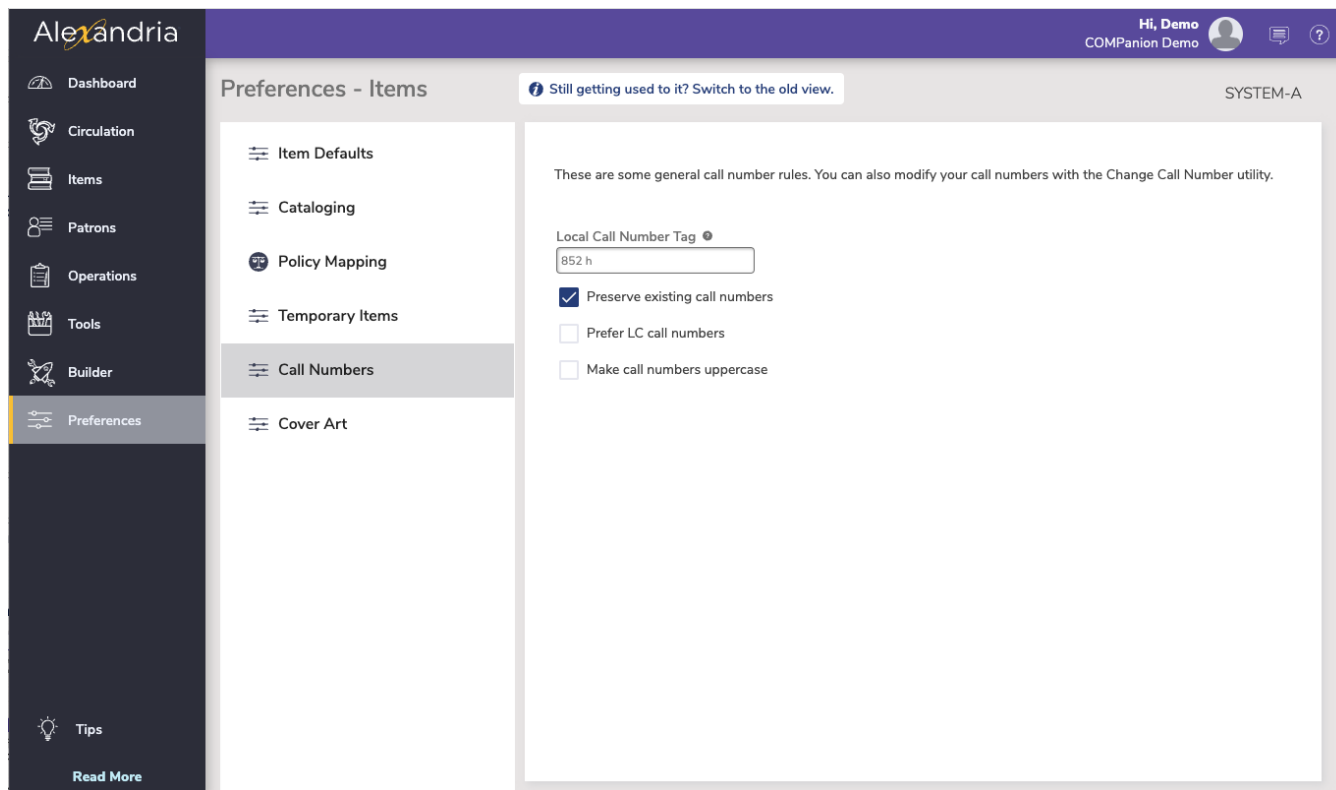 Alexandria
Hi, Demo
COMPanion Demo
Dashboard
Circulation
Items
Patrons
Operations
Tools
Builder
Preferences
Tips
Read More
Preferences - Items
Still getting used to it? Switch to the old view.
SYSTEM-A
Item Defaults
Cataloging
Policy Mapping
Temporary Items
Call Numbers
Cover Art
These are some general call number rules. You can also modify your call numbers with the Change Call Number utility.
Local Call Number Tag
852 h
Preserve existing call numbers
Prefer LC call numbers
Make call numbers uppercase